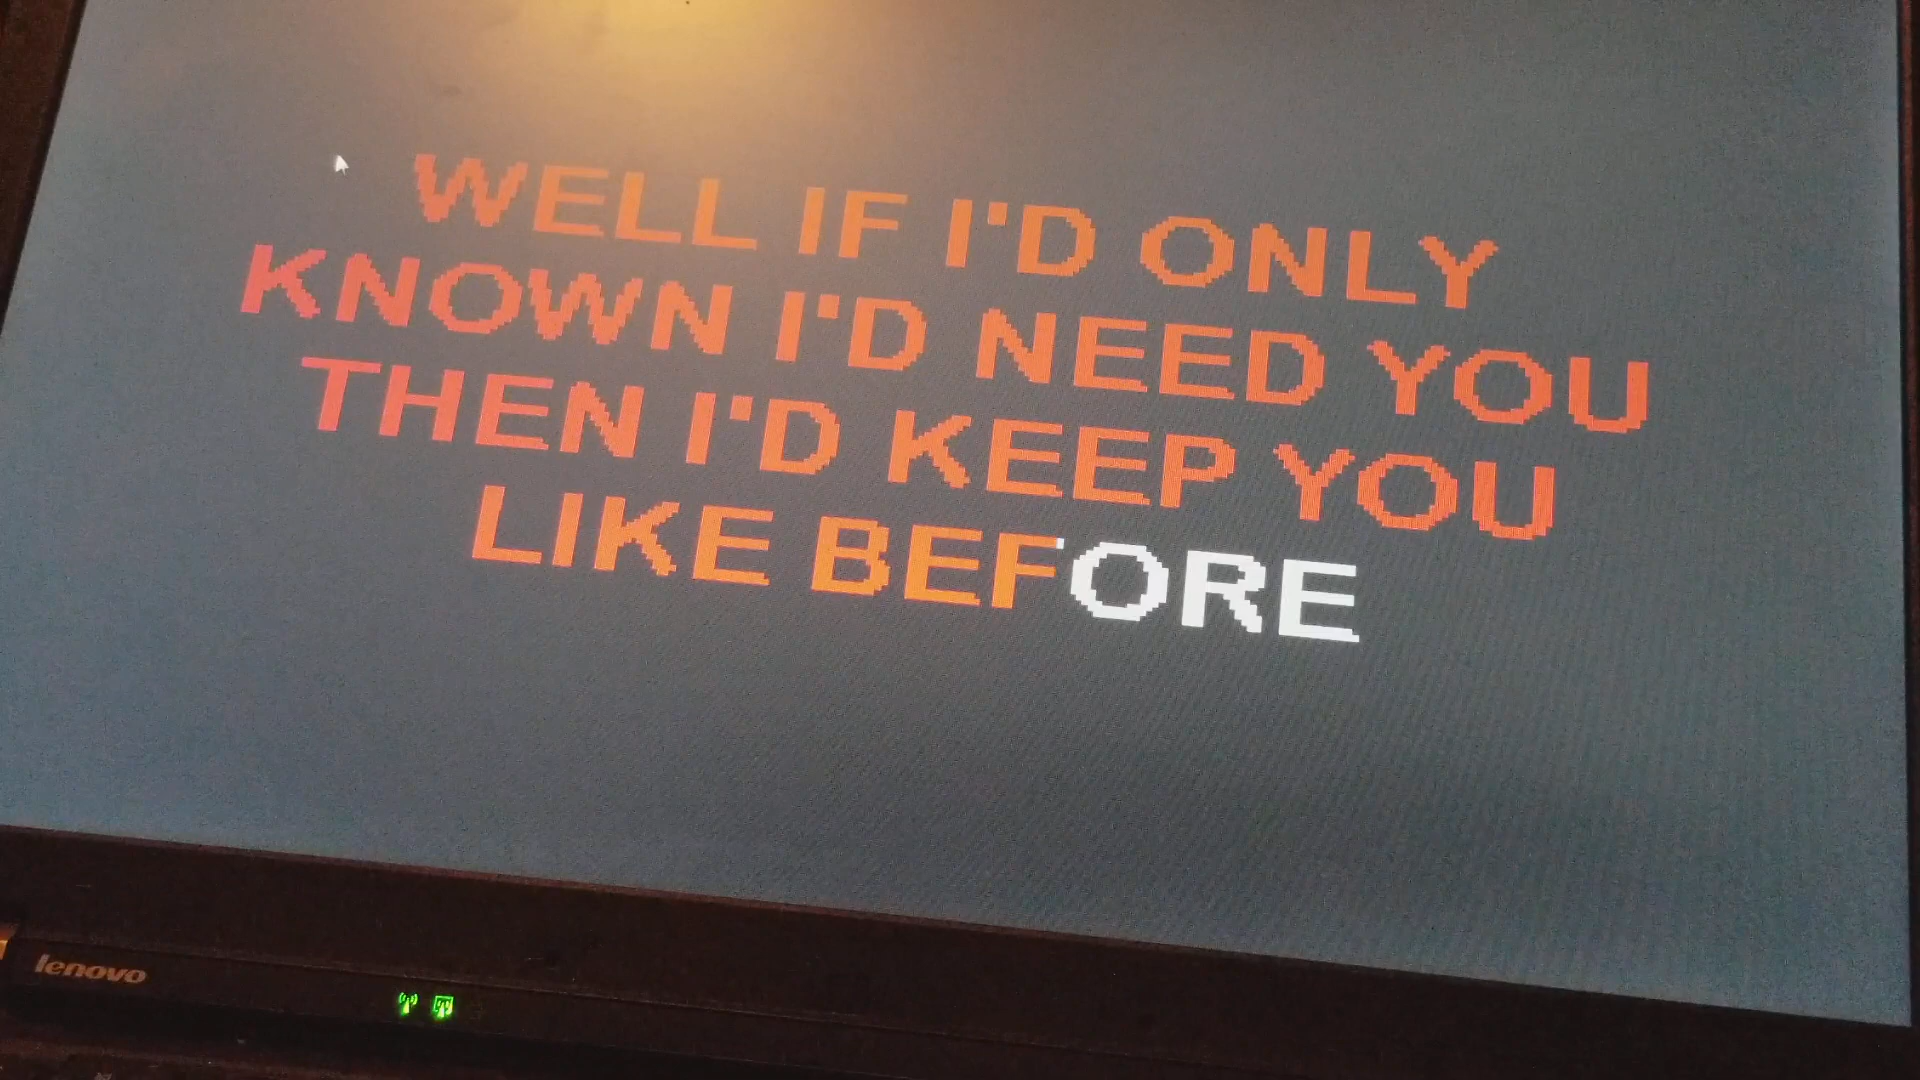 WELL IF I'D ONLY
KNOWN I'D NEED YOU
THEN I'D KEEP YOU
LIKE BEFORE
lenovo